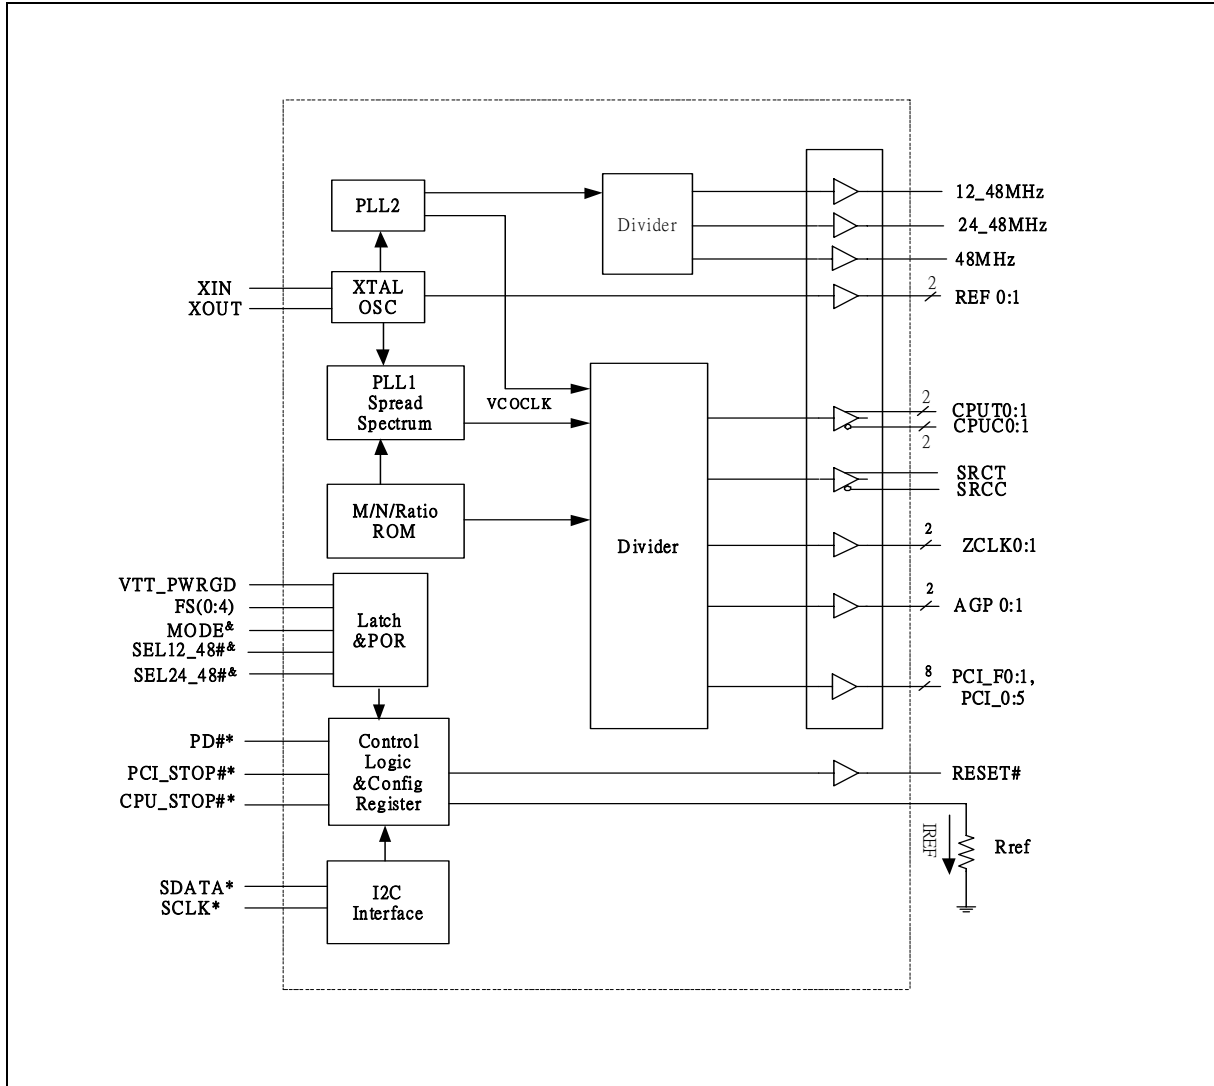 PLL2
Divider
12_48MHz
24_48MHz
48MHz
XIN
XOUT
XTAL
OSC
2
REF 0:1
PLL1
Spread
Spectrum
VCOCLK
2
CPUT0:1
CPUC0:1
2
SRCT
SRCC
M/N/Ratio
ROM
Divider
2
ZCLK0:1
2
AGP 0:1
VTT_PWRGD
FS(0:4)
MODE&
SEL12_48#&
SEL24_48#&
Latch
&POR
8
PCI_F0:1,
PCI_0:5
PD#*
PCI_STOP#*
CPU_STOP#*
Control
Logic
&Config
Register
RESET#
IREF
Rref
SDATA*
SCLK*
I2C
Interface